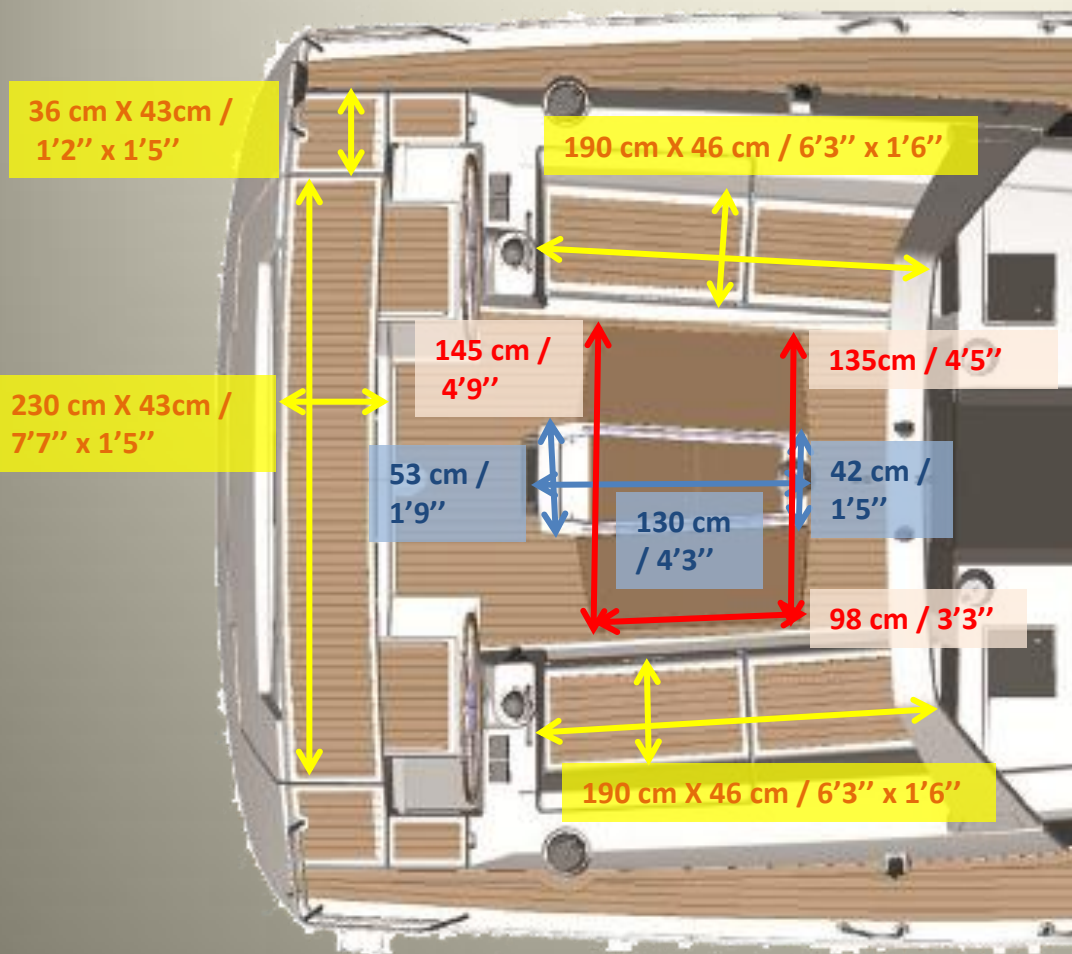 36 cm X 43cm /
1’2’’ x 1’5’’
190 cm X 46 cm / 6’3’’ x 1’6’’
145 cm /
4’9’’
135cm / 4’5’’
230 cm X 43cm /
7’7’’ x 1’5’’
53 cm /
1’9’’
42 cm /
1’5’’
130 cm
/ 4’3’’
98 cm / 3’3’’
190 cm X 46 cm / 6’3’’ x 1’6’’